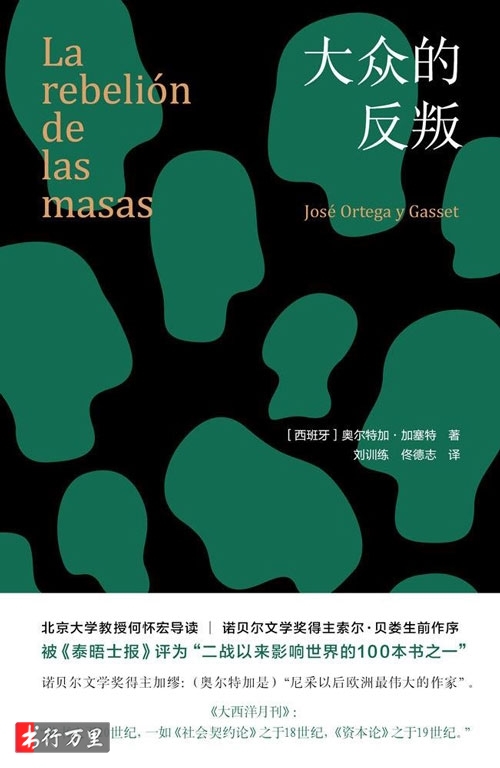 La
rebelión
de
las
masas
大众的
反叛
José Ortega y Gasset
[西班牙] 奥尔特加·加塞特 著
刘训练 佟德志 译
北京大学教授何怀宏导读 | 诺贝尔文学奖得主索尔·贝娄生前作序
被《泰晤士报》评为“二战以来影响世界的100本书之一”
诺贝尔文学奖得主加缪：（奥尔特加是）“尼采以后欧洲最伟大的作家”。
《大西洋月刊》：
世纪，一如《社会契约论》之于18世纪，《资本论》之于19世纪。”
书行万里